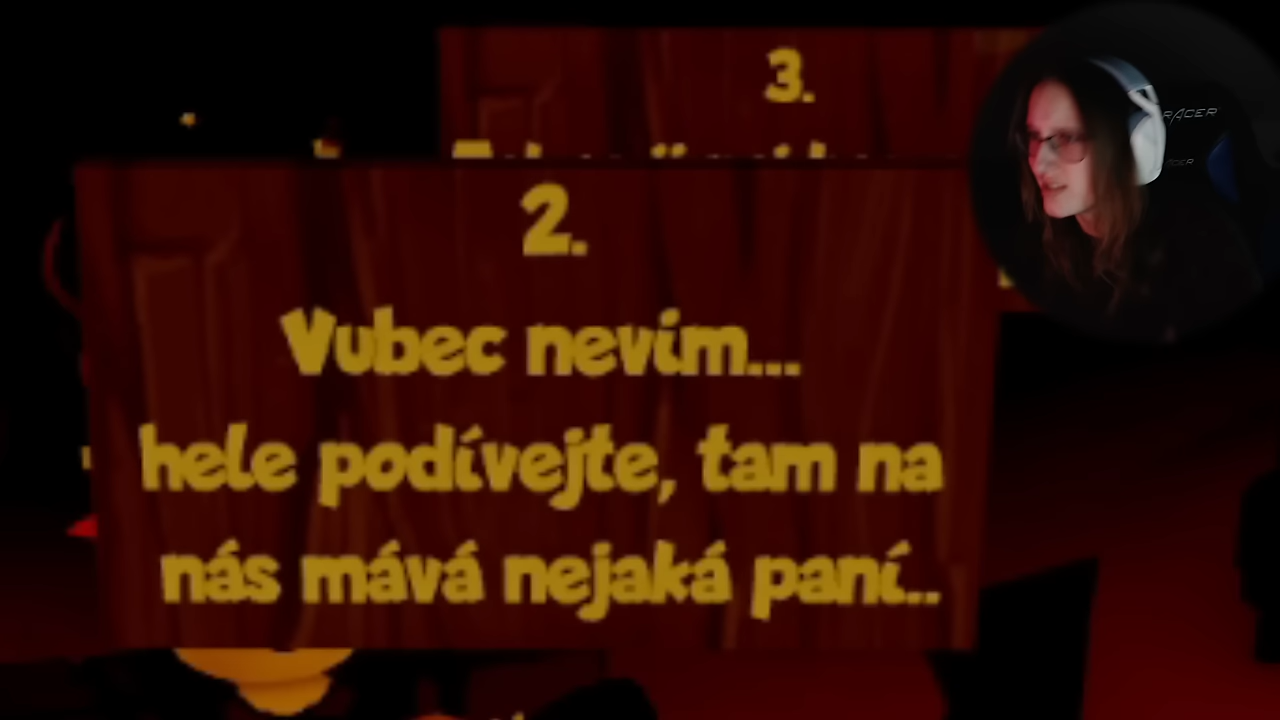 3.
2.
Vubec nevím...
hele podívejte, tam na
nás mává nejaká paní..